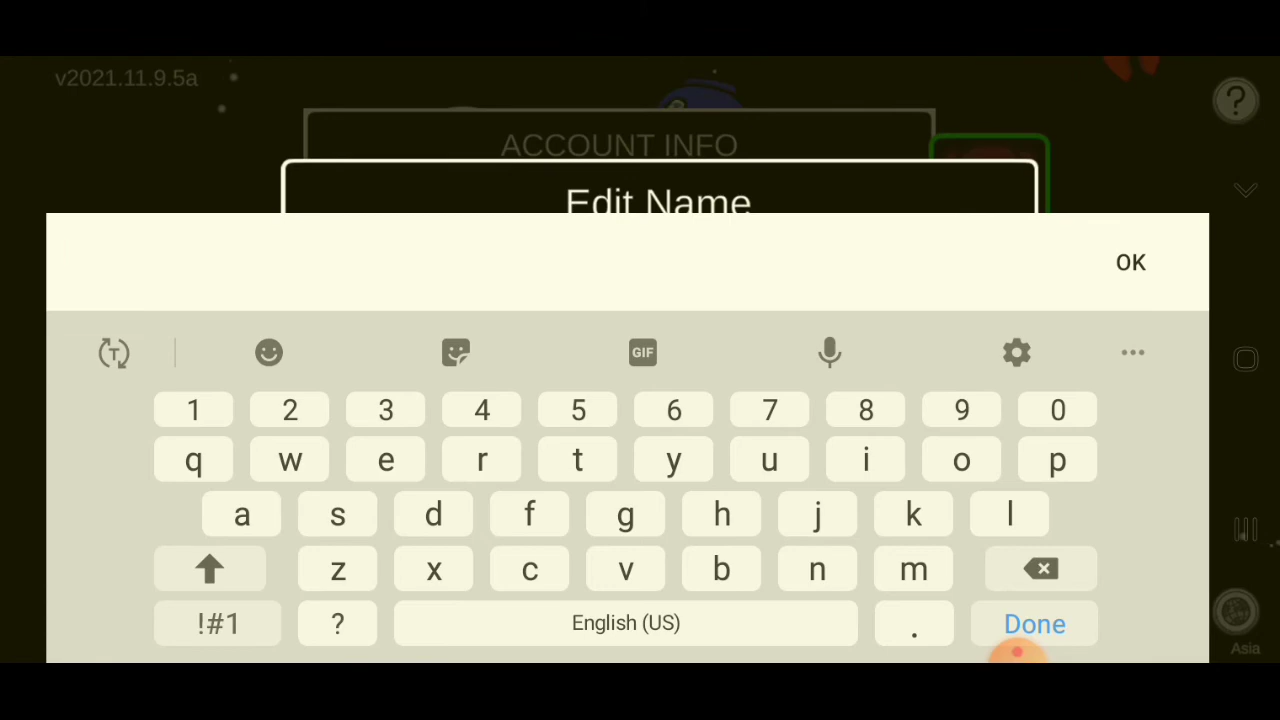 v2021.11.9.5a
ACCOUNT INFO
Edit Name
OK
T
GIF
1 2 3 4 5 6 7 8 9 0
q w e r t y u i o p
a s d f g h j k l
z x c v b n m
!#1 ? English (US) . Done
Asia